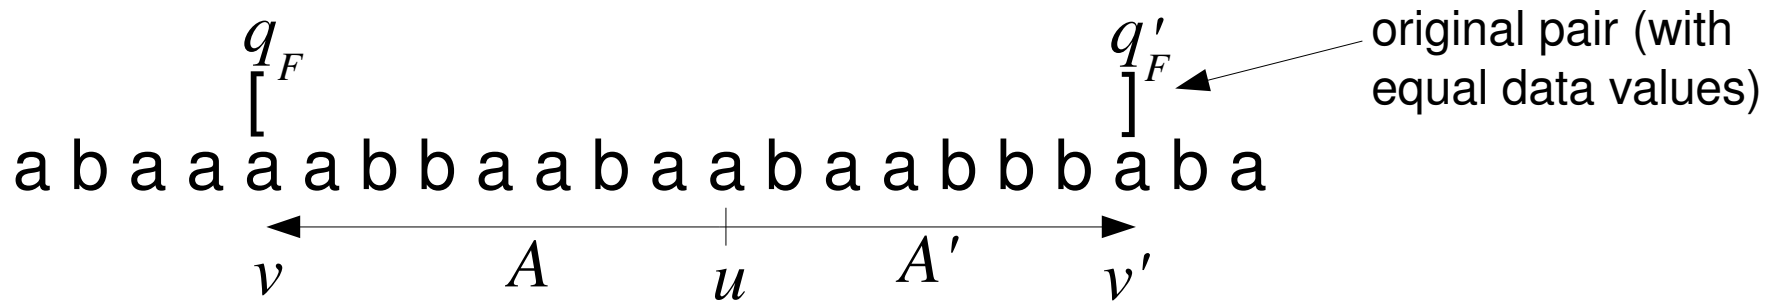 q_F q'_F original pair (with
[ ] equal data values)
a b a a a a b b a a b a a b a a b b b a b a
A A'
v u v'